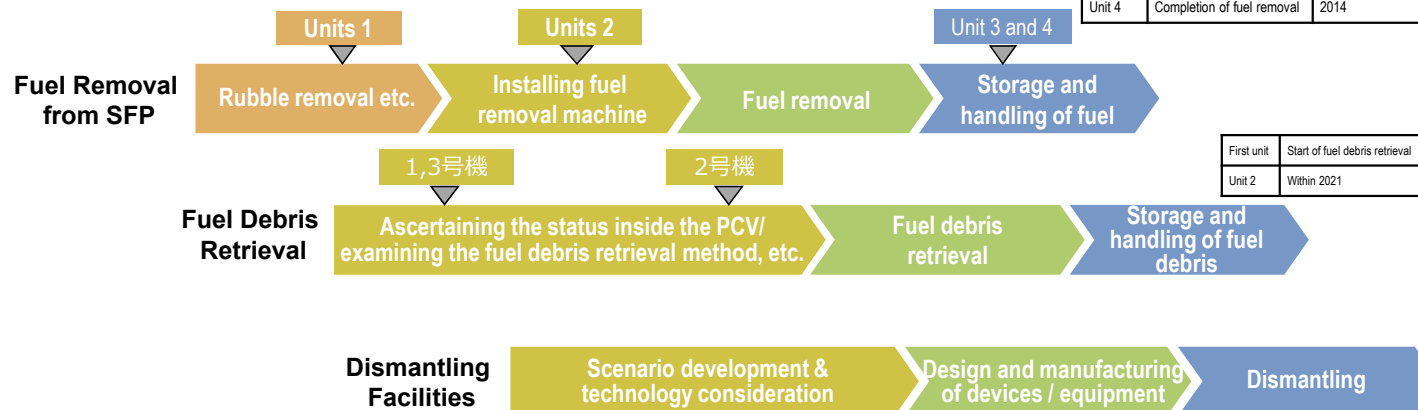 Unit 4 Completion of fuel removal 2014
Units 1
Units 2
Unit 3 and 4
Fuel Removal
from SFP
Rubble removal etc.
Installing fuel
removal machine
Fuel removal
Storage and
handling of fuel
1,3号機
2号機
First unit Start of fuel debris retrieval
Unit 2 Within 2021
Fuel Debris
Retrieval
Ascertaining the status inside the PCV/
examining the fuel debris retrieval method, etc.
Fuel debris
retrieval
Storage and
handling of fuel
debris
Dismantling
Facilities
Scenario development &
technology consideration
Design and manufacturing
of devices / equipment
Dismantling